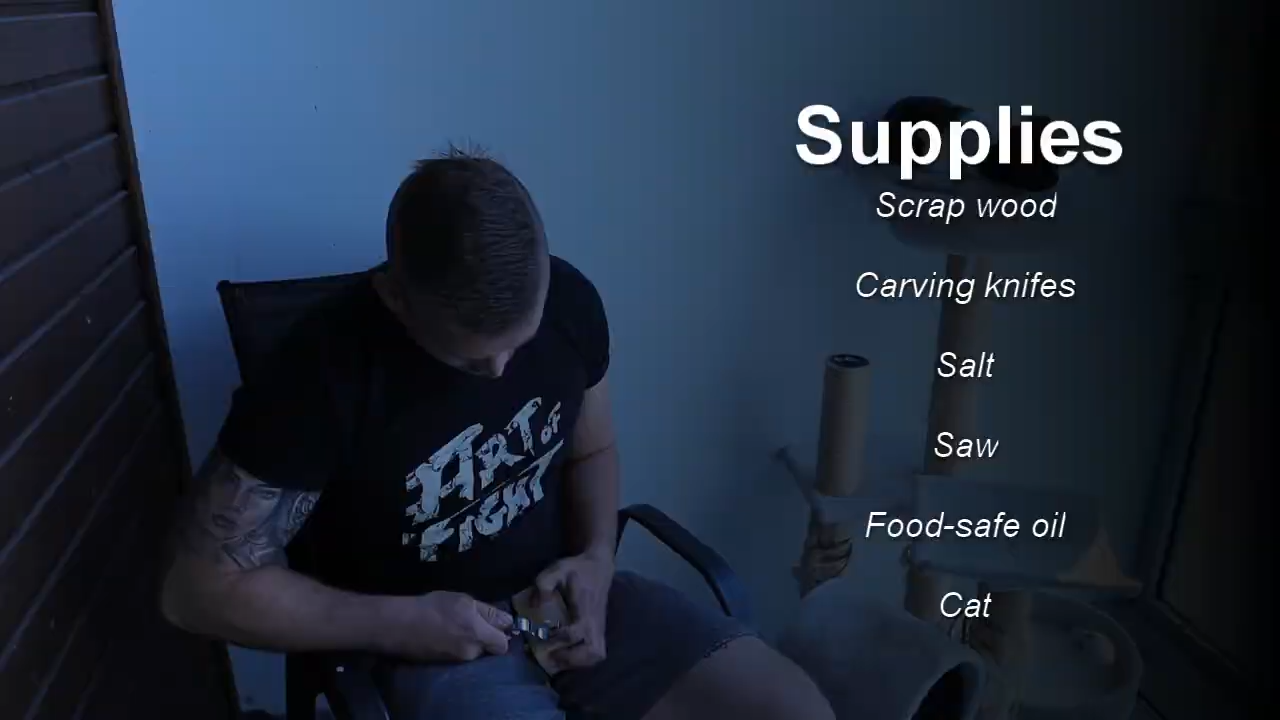 Supplies
Scrap wood
Carving knifes
Salt
Saw
Food-safe oil
Cat
ART OF
FIGHT